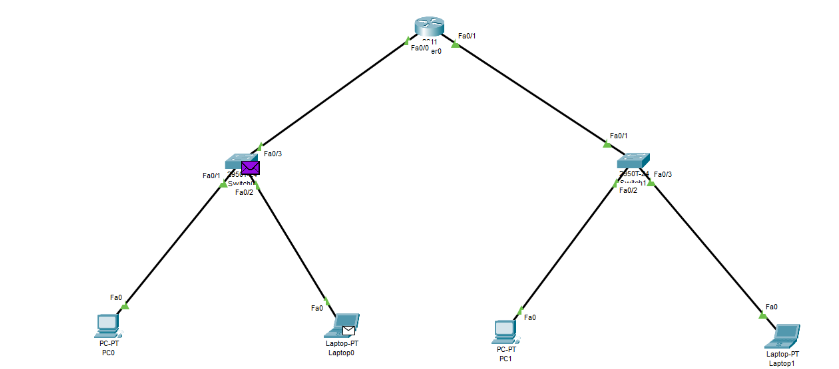 Fa0/1
Fa0/0
Fa0/3
Fa0/1
Fa0/2
Fa0/1
Fa0/3
Fa0/2
Fa0
PC-PT
PC0
Fa0
Laptop-PT
Laptop0
Fa0
PC-PT
PC1
Fa0
Laptop-PT
Laptop1